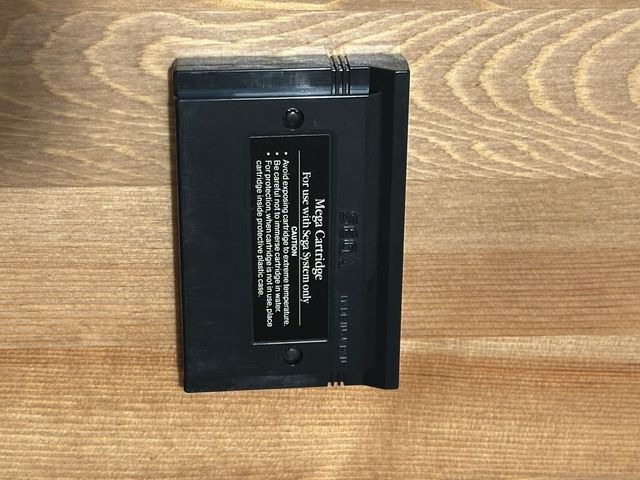 SEGA
Mega Cartridge
For use with Sega System only
CAUTION
• Avoid exposing cartridge to extreme temperature.
• Be careful not to immerse cartridge in water.
• For protection, when cartridge is not in use, place
cartridge inside protective plastic case.